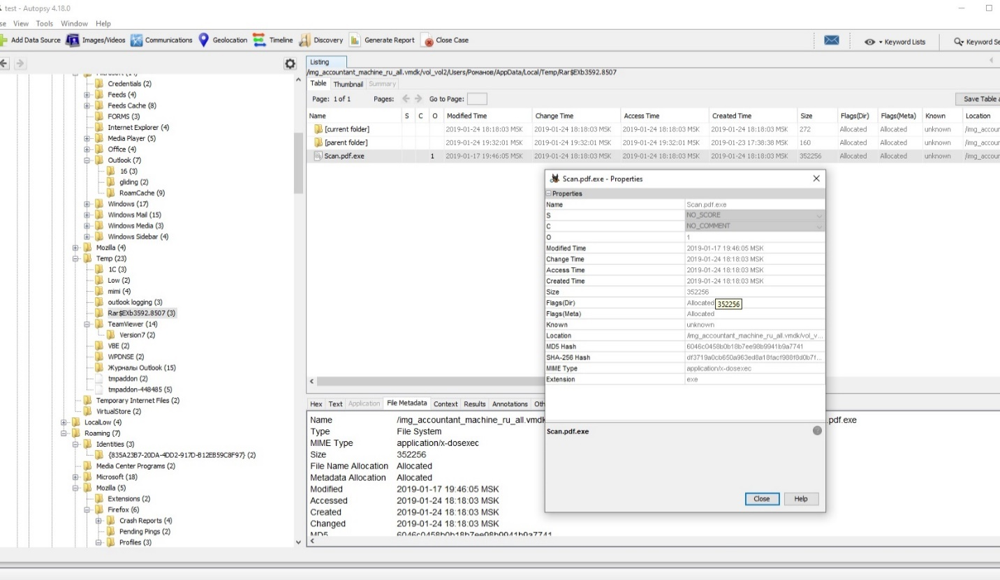 test - Autopsy 4.18.0
se View Tools Window Help
Add Data Source Images/Videos Communications Geolocation Timeline Discovery Generate Report Close Case Keyword Lists Keyword Se
Credentials (2)
Feeds (4)
Feeds Cache (8)
FORMS (3)
Internet Explorer (4)
Media Player (5)
Office (4)
Outlook (7)
16 (3)
gliding (2)
RoamCache (9)
Windows (17)
Windows Mail (15)
Windows Media (3)
Windows Sidebar (4)
Mozilla (4)
Temp (23)
1C (3)
Low (2)
mimi (4)
outlook logging (3)
Rar$EXb3592.8507 (3)
TeamViewer (14)
Version7 (2)
VBE (2)
WPDNSE (2)
Журналы Outlook (15)
tmpaddon (2)
tmpaddon-448485 (5)
Temporary Internet Files (2)
VirtualStore (2)
LocalLow (4)
Roaming (7)
Identities (3)
{835A23B7-20DA-4DD2-917D-B12EB59C8F97} (2)
Media Center Programs (2)
Microsoft (18)
Mozilla (5)
Extensions (2)
Firefox (6)
Crash Reports (4)
Pending Pings (2)
Profiles (3)
Listing
/img_accountant_machine_ru_all.vmdk/vol_vol2/Users/Романов/AppData/Local/Temp/Rar$EXb3592.8507
Table Thumbnail Summary
Page: 1 of 1 Pages: Go to Page: Save Table a
Name S C O Modified Time Change Time Access Time Created Time Size Flags(Dir) Flags(Meta) Known Location
[current folder] 2019-01-24 18:18:03 MSK 2019-01-24 18:18:03 MSK 2019-01-24 18:18:03 MSK 2019-01-24 18:18:03 MSK 272 Allocated Allocated unknown /img_accour
[parent folder] 2019-01-24 19:32:01 MSK 2019-01-24 19:32:01 MSK 2019-01-24 19:32:01 MSK 2019-01-23 17:38:38 MSK 160 Allocated Allocated unknown /img_accour
Scan.pdf.exe 1 2019-01-17 19:46:05 MSK 2019-01-24 18:18:03 MSK 2019-01-24 18:18:03 MSK 2019-01-24 18:18:03 MSK 352256 Allocated Allocated unknown /img_accour
Scan.pdf.exe - Properties
Properties
Name Scan.pdf.exe
S NO_SCORE
C NO_COMMENT
O 1
Modified Time 2019-01-17 19:46:05 MSK
Change Time 2019-01-24 18:18:03 MSK
Access Time 2019-01-24 18:18:03 MSK
Created Time 2019-01-24 18:18:03 MSK
Size 352256
Flags(Dir) Allocated 352256
Flags(Meta) Allocated
Known unknown
Location /img_accountant_machine_ru_all.vmdk/vol_v...
MD5 Hash 6046c0458b0b18b7ee98b9941b9a7741
SHA-256 Hash df3719a0cb650a963ed8a18facf988f8d0b7f...
MIME Type application/x-dosexec
Extension exe
Scan.pdf.exe
Close Help
Hex Text Application File Metadata Context Results Annotations Oth
Name /img_accountant_machine_ru_all.vmdk pdf.exe
Type File System
MIME Type application/x-dosexec
Size 352256
File Name Allocation Allocated
Metadata Allocation Allocated
Modified 2019-01-17 19:46:05 MSK
Accessed 2019-01-24 18:18:03 MSK
Created 2019-01-24 18:18:03 MSK
Changed 2019-01-24 18:18:03 MSK
MD5 6046c0458b0b18b7ee98b9941b9a7741